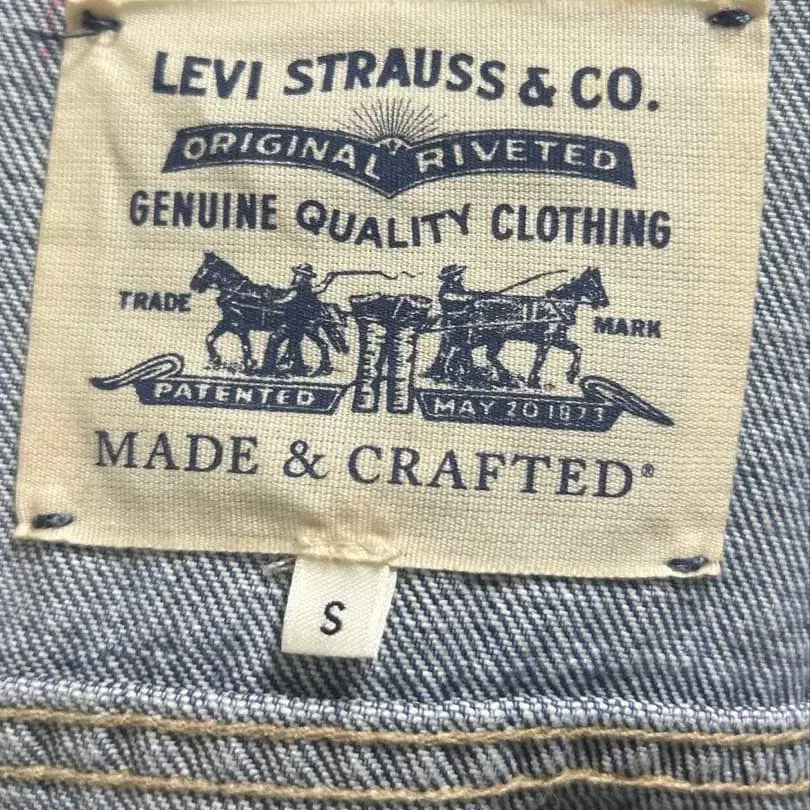 LEVI STRAUSS & CO.
ORIGINAL RIVETED
GENUINE QUALITY CLOTHING
TRADE MARK
PATENTED MAY 20 1873
MADE & CRAFTED®
S